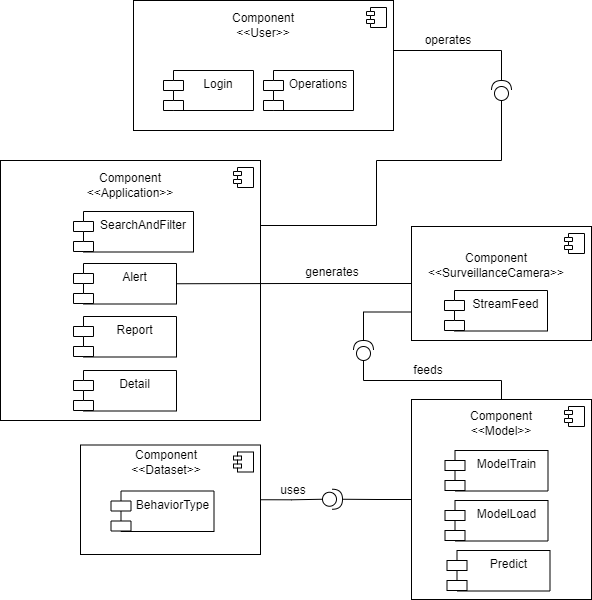 Component
<<User>>
Login
Operations
operates
Component
<<Application>>
SearchAndFilter
Alert
Report
Detail
generates
Component
<<SurveillanceCamera>>
StreamFeed
feeds
Component
<<Model>>
ModelTrain
ModelLoad
Predict
Component
<<Dataset>>
BehaviorType
uses